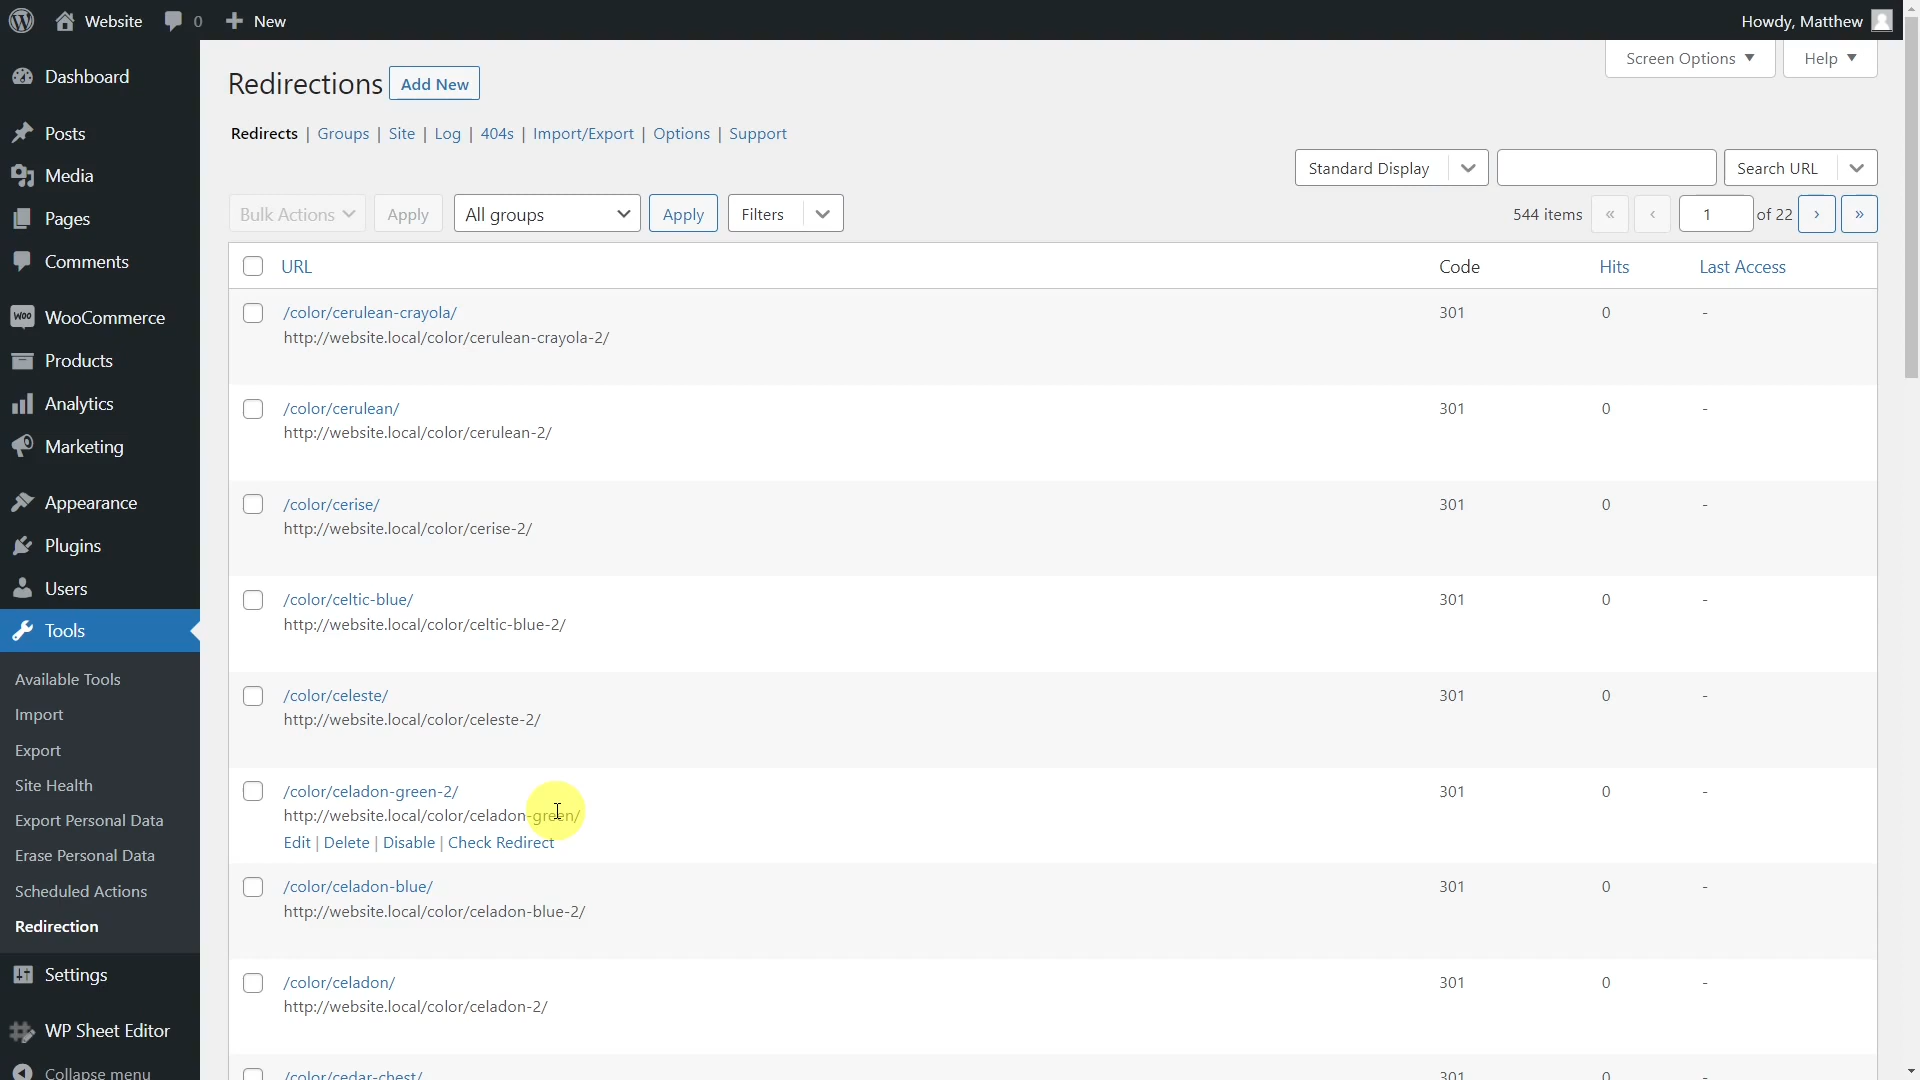 Website 0 New Howdy, Matthew
Screen Options Help
Dashboard
Posts
Media
Pages
Comments
WooCommerce
Products
Analytics
Marketing
Appearance
Plugins
Users
Tools
Available Tools
Import
Export
Site Health
Export Personal Data
Erase Personal Data
Scheduled Actions
Redirection
Settings
WP Sheet Editor
Collapse menu
Redirections Add New
Redirects | Groups | Site | Log | 404s | Import/Export | Options | Support
Standard Display Search URL
Bulk Actions Apply All groups Apply Filters 544 items « ‹ 1 of 22 › »
URL Code Hits Last Access
/color/cerulean-crayola/ 301 0 -
http://website.local/color/cerulean-crayola-2/
/color/cerulean/ 301 0 -
http://website.local/color/cerulean-2/
/color/cerise/ 301 0 -
http://website.local/color/cerise-2/
/color/celtic-blue/ 301 0 -
http://website.local/color/celtic-blue-2/
/color/celeste/ 301 0 -
http://website.local/color/celeste-2/
/color/celadon-green-2/ 301 0 -
http://website.local/color/celadon-green/
Edit | Delete | Disable | Check Redirect
/color/celadon-blue/ 301 0 -
http://website.local/color/celadon-blue-2/
/color/celadon/ 301 0 -
http://website.local/color/celadon-2/
/color/cedar-chest/ 301 0 -